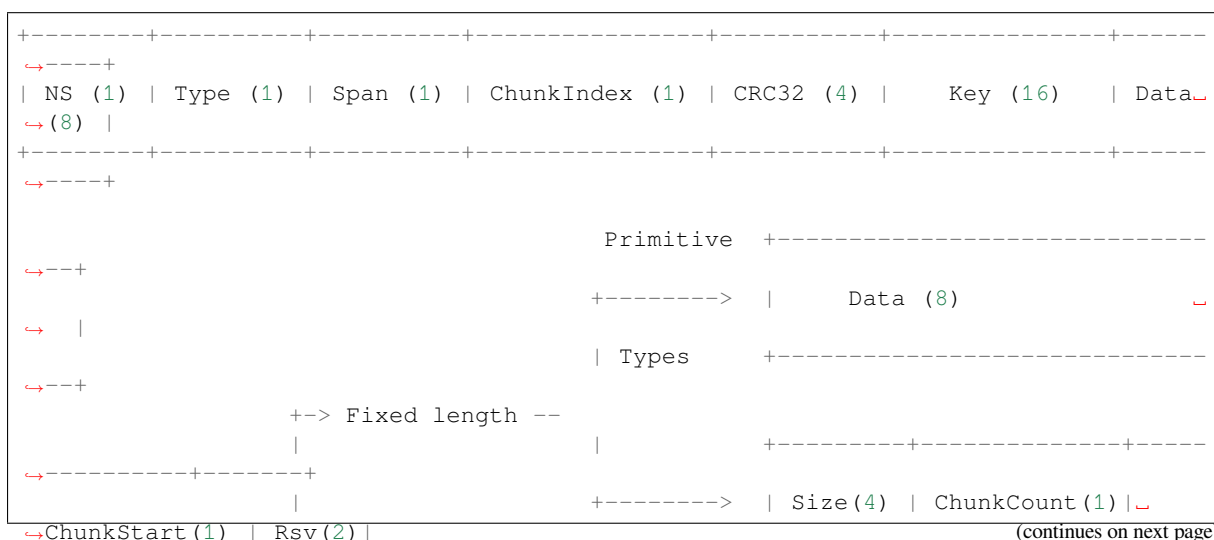 +--------+----------+----------+---------------+-----------+--------------+------
↪----+
| NS (1) | Type (1) | Span (1) | ChunkIndex (1) | CRC32 (4) |    Key (16)    | Data␣
↪(8) |
+--------+----------+----------+---------------+-----------+--------------+------
↪----+
Primitive  +-----------------------------
↪--+
+-------->  |     Data (8)                ␣
↪  |
| Types     +-----------------------------
↪--+
+-> Fixed length --
|                   |           +---------+-------------+-----
↪----------+-------+
|                   +-------->  | Size(4) | ChunkCount(1)|␣
↪ChunkStart(1) | Rsv(2)|
(continues on next page)